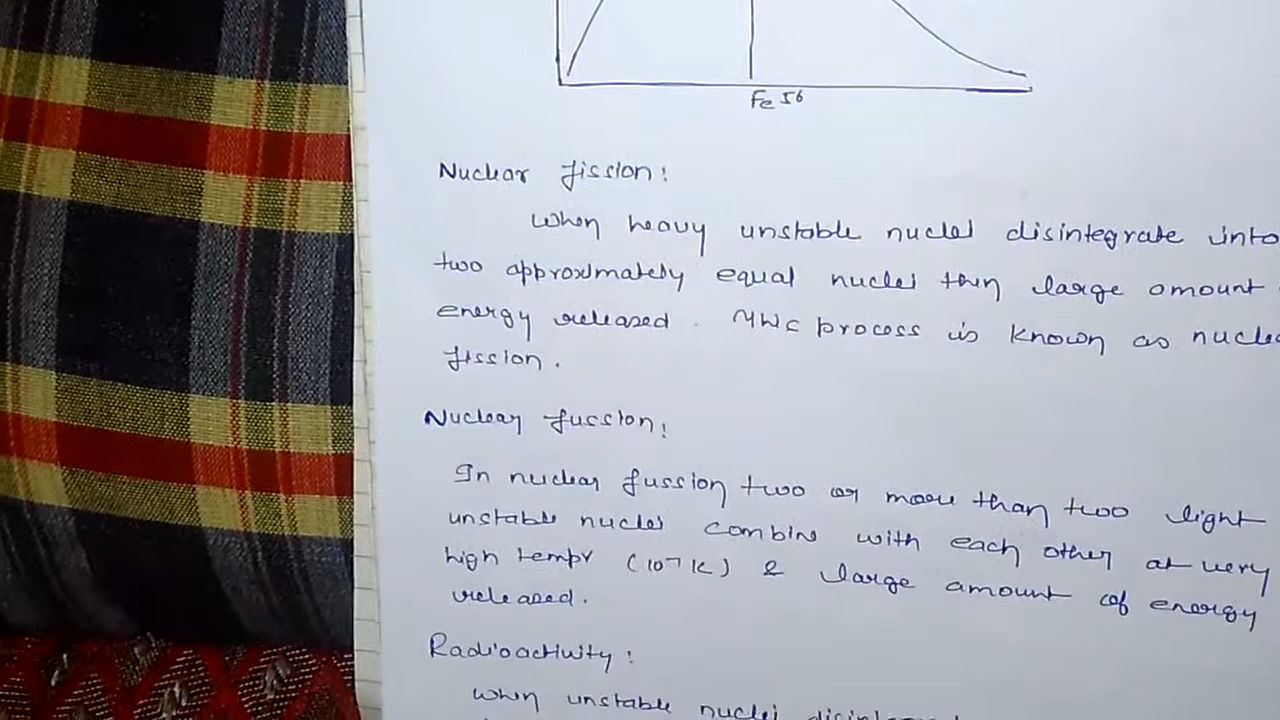 Fe 56
Nuclear fission:
When heavy unstable nuclei disintegrate into
two approximately equal nuclei then large amount
energy released. This process is known as nuclea
fission.
Nuclear fussion:
In nuclear fussion two or more than two light
unstable nuclei combine with each other at very
high tempr (10⁷ K) & large amount of energy
released.
Radioactivity:
When unstable nuclei